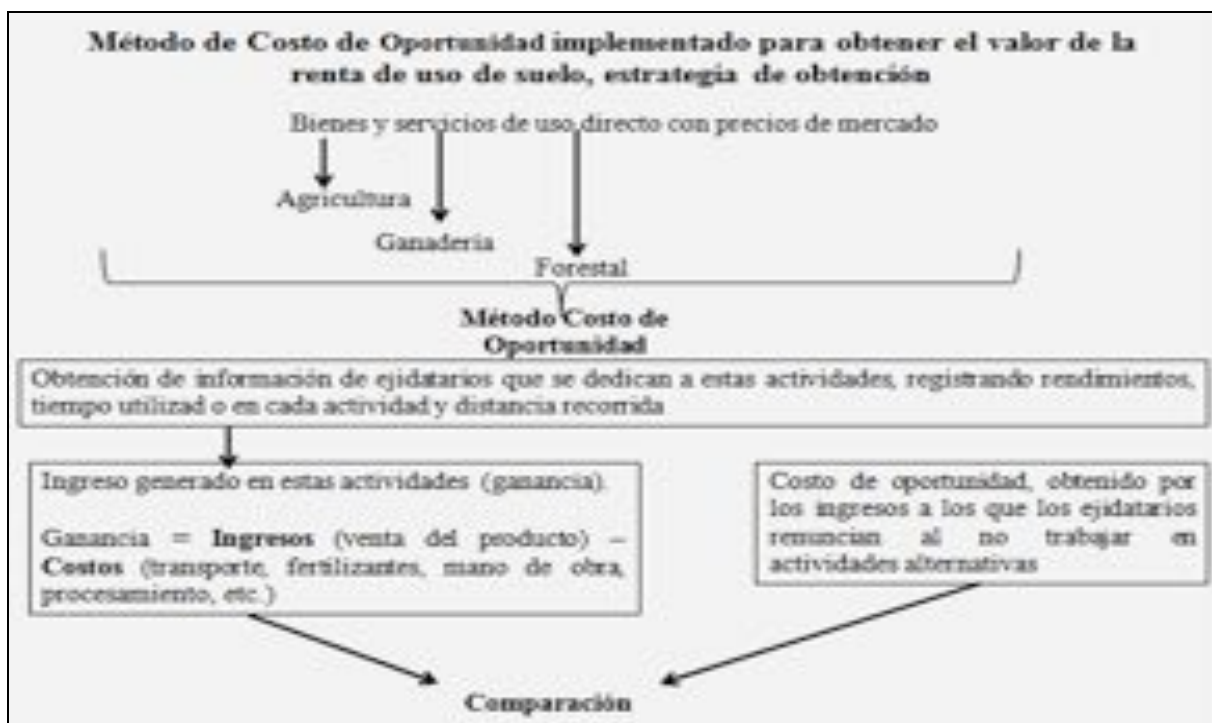 Método de Costo de Oportunidad implementado para obtener el valor de la
renta de uso de suelo, estrategia de obtención
Bienes y servicios de uso directo con precios de mercado
Agricultura
Ganaderia
Forestal
Método Costo de
Oportunidad
Obtención de información de ejidatarios que se dedican a estas actividades, registrando rendimientos,
tiempo utilizad o en cada actividad y distancia recorrida
Ingreso generado en estas actividades (ganancia).
Ganancia = Ingresos (venta del producto) –
Costos (transporte, fertilizantes, mano de obra,
procesamiento, etc.)
Costo de oportunidad, obtenido por
los ingresos a los que los ejidatarios
renuncian al no trabajar en
actividades alternativas
Comparación